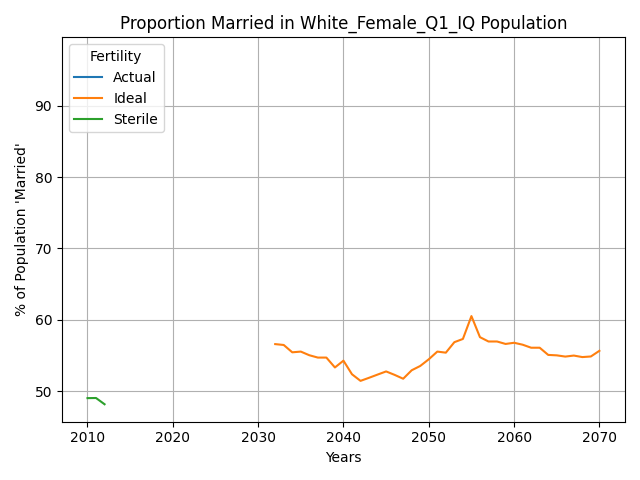 Proportion Married in White_Female_Q1_IQ Population
% of Population 'Married'
Fertility
Actual
Ideal
Sterile
90
80
70
60
50
2010 2020 2030 2040 2050 2060 2070
Years